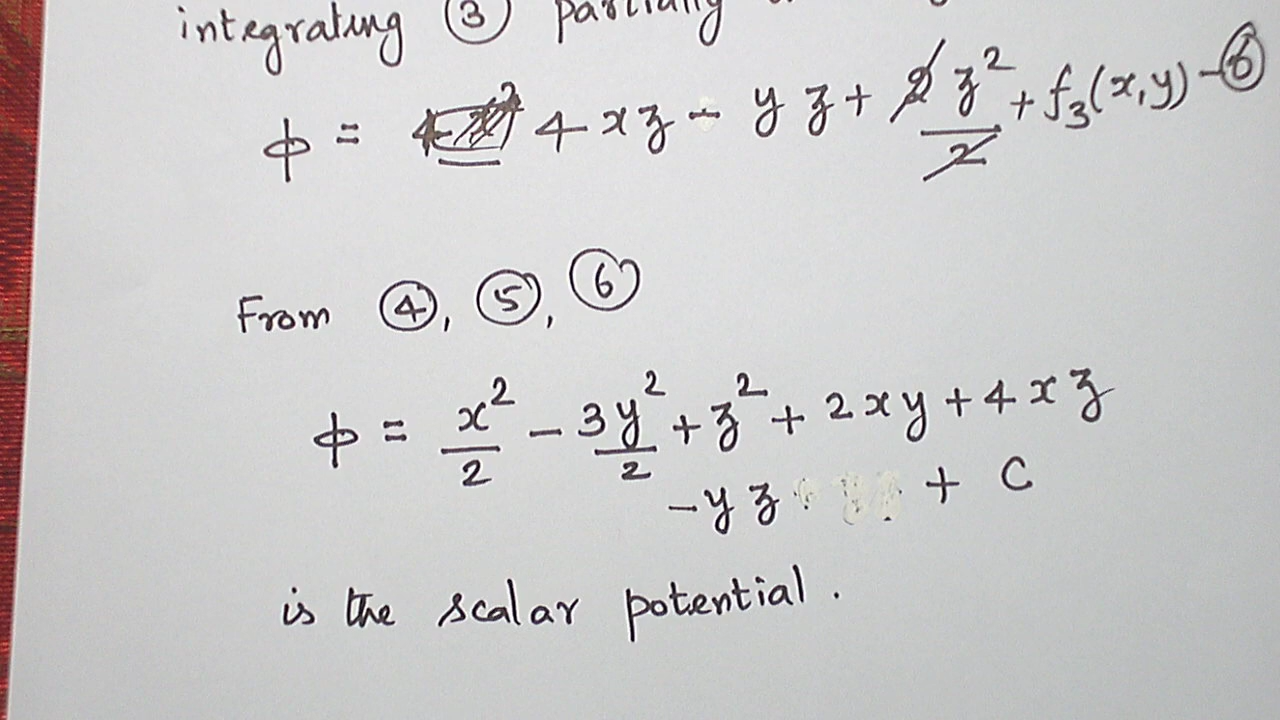 integrating ③ partially
ϕ = 4xz - yz + 2z²/2 + f₃(x,y) - ⑥
From ④, ⑤, ⑥
ϕ = x²/2 - 3y²/2 + z² + 2xy + 4xz
- yz + C
is the scalar potential.